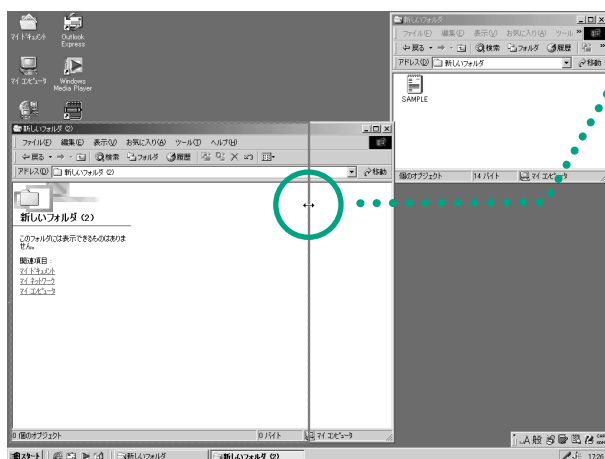 マイ ドキュメント
Outlook Express
マイ コンピュータ
Windows Media Player
新しいフォルダ
ファイル(F) 編集(E) 表示(V) お気に入り(A) ツール »
戻る 検索 フォルダ 履歴 »
アドレス(D) 新しいフォルダ 移動
SAMPLE
個のオブジェクト 14 バイト マイ コンピュータ
新しいフォルダ (2)
ファイル(F) 編集(E) 表示(V) お気に入り(A) ツール(T) ヘルプ(H)
戻る 検索 フォルダ 履歴
アドレス(D) 新しいフォルダ (2) 移動
新しいフォルダ (2)
このフォルダには表示できるものはありま
せん。
関連項目:
マイ ドキュメント
マイ ネットワーク
マイ コンピュータ
0 個のオブジェクト 0 バイト マイ コンピュータ
A 般
スタート 新しいフォルダ 新しいフォルダ (2) 17:26